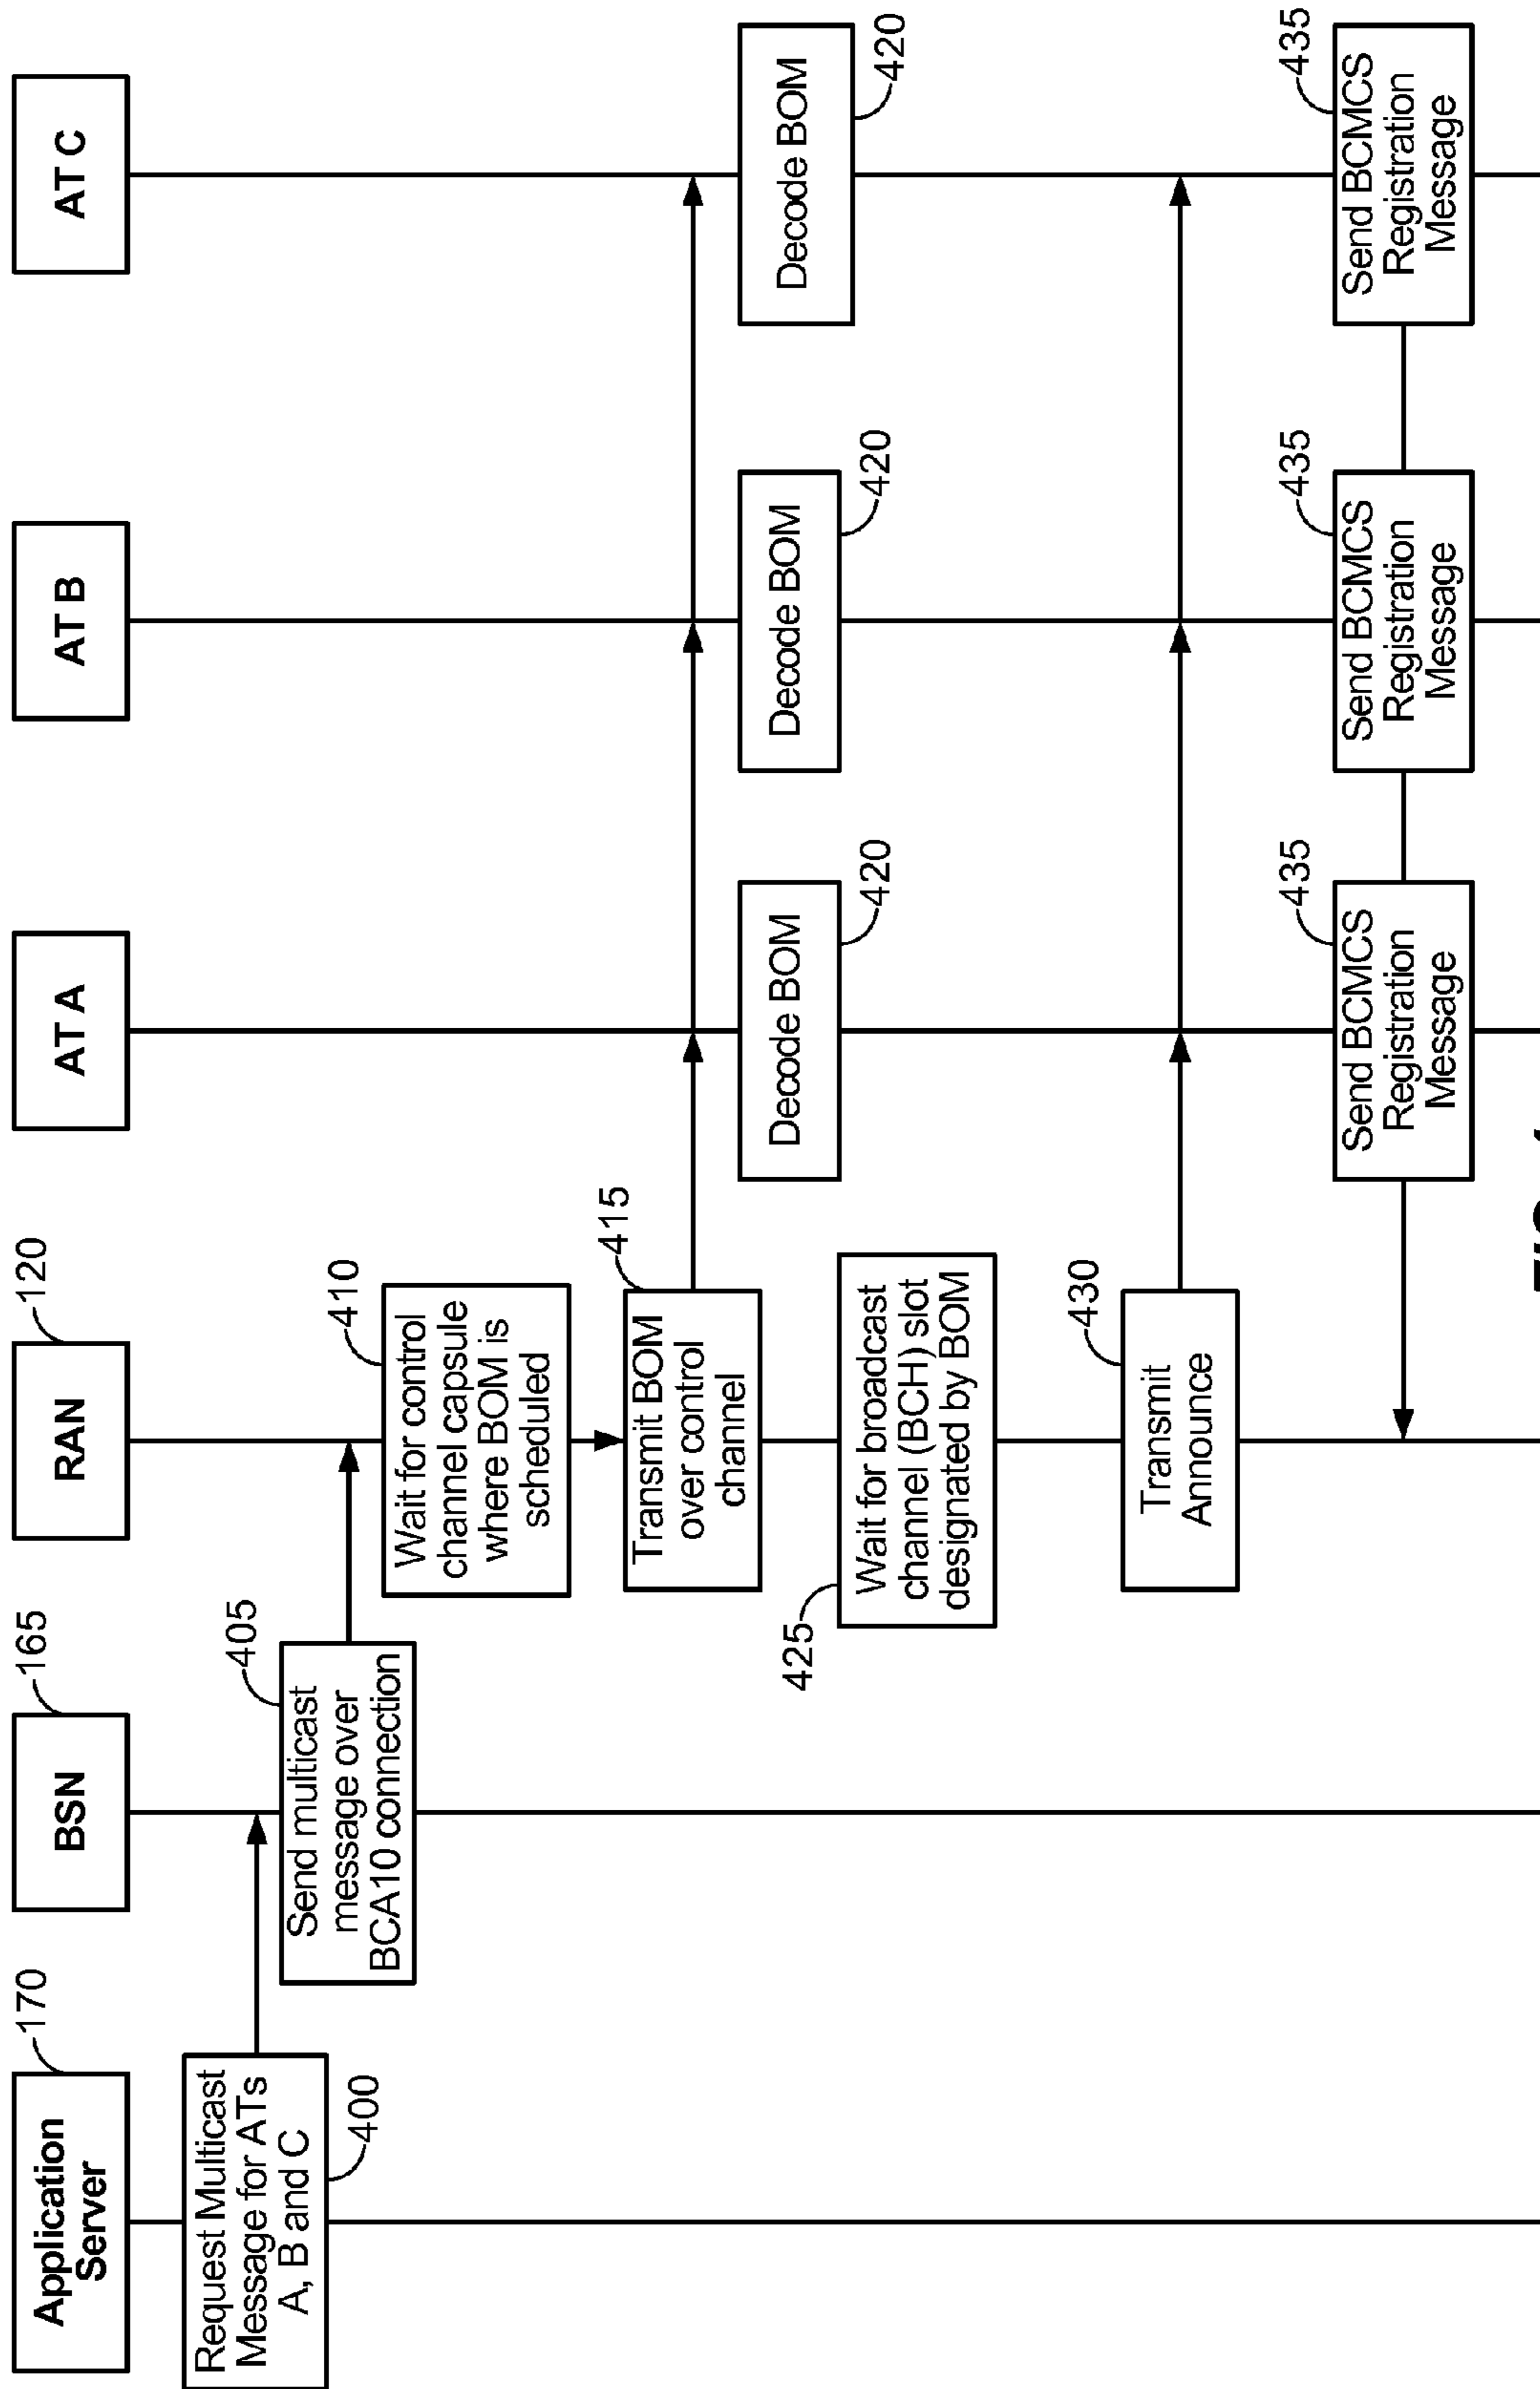 Application
Server
170
BSN
165
RAN
120
AT A
AT B
AT C
Request Multicast
Message for ATs
A, B and C
400
Send multicast
message over
BCA10 connection
405
Wait for control
channel capsule
where BOM is
scheduled
410
Transmit BOM
over control
channel
415
Decode BOM
420
Decode BOM
420
Decode BOM
420
Wait for broadcast
channel (BCH) slot
designated by BOM
425
Transmit
Announce
430
Send BCMCS
Registration
Message
435
Send BCMCS
Registration
Message
435
Send BCMCS
Registration
Message
435